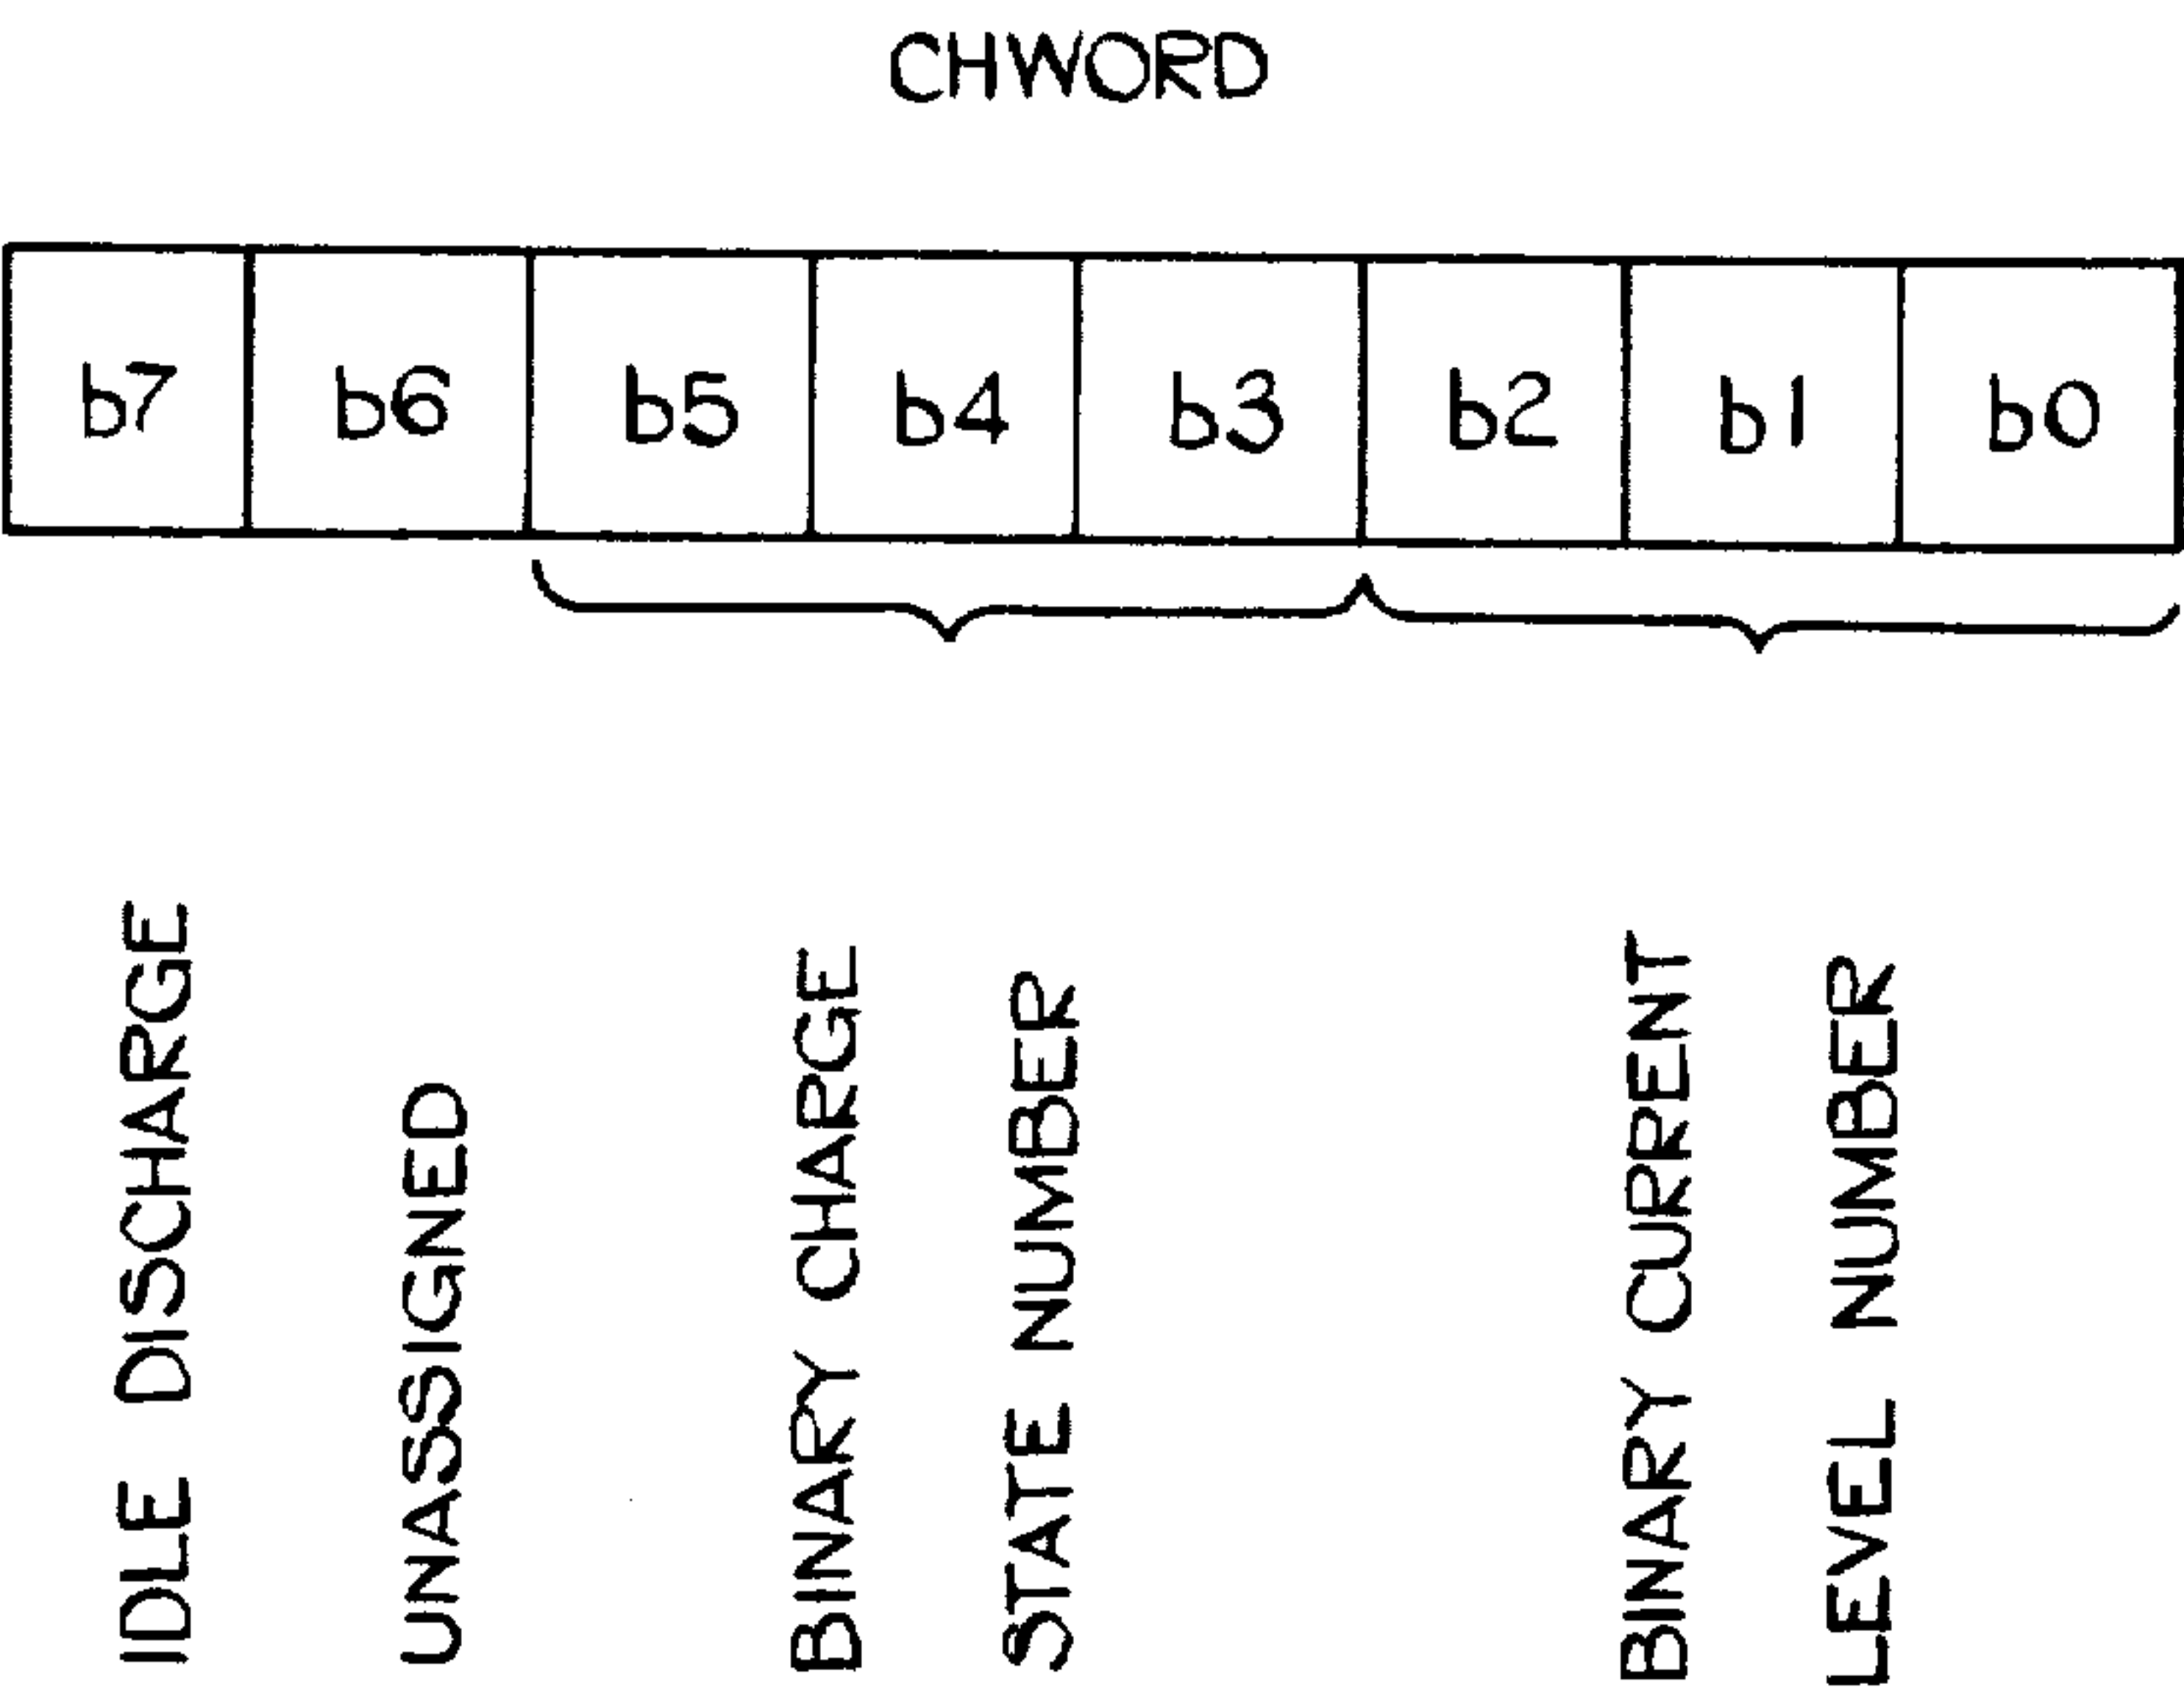 CHWORD
b7 b6 b5 b4 b3 b2 b1 b0
IDLE DISCHARGE
UNASSIGNED
BINARY CHARGE
STATE NUMBER
BINARY CURRENT
LEVEL NUMBER